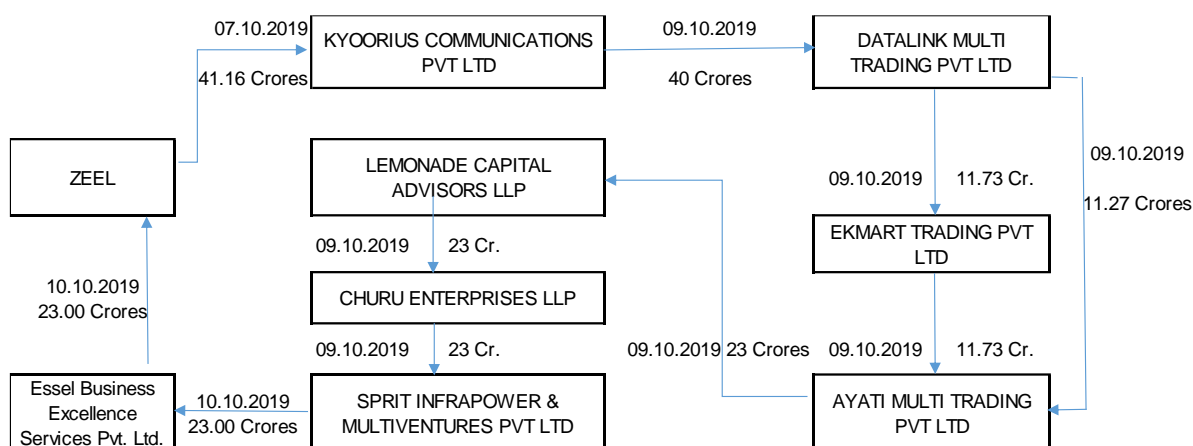 07.10.2019
41.16 Crores
KYOORIUS COMMUNICATIONS
PVT LTD
09.10.2019
40 Crores
DATALINK MULTI
TRADING PVT LTD
ZEEL
LEMONADE CAPITAL
ADVISORS LLP
09.10.2019
11.73 Cr.
09.10.2019
11.27 Crores
EKMART TRADING PVT
LTD
09.10.2019
23 Cr.
CHURU ENTERPRISES LLP
10.10.2019
23.00 Crores
09.10.2019
23 Cr.
09.10.2019 23 Crores
09.10.2019
11.73 Cr.
Essel Business
Excellence
Services Pvt. Ltd.
10.10.2019
23.00 Crores
SPRIT INFRAPOWER &
MULTIVENTURES PVT LTD
AYATI MULTI TRADING
PVT LTD